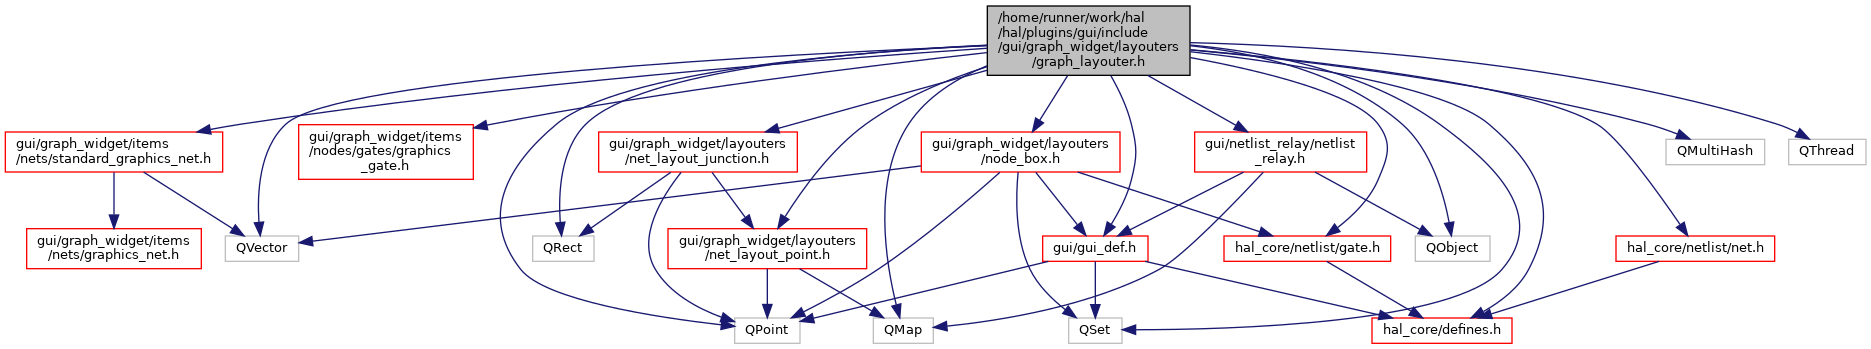 /home/runner/work/hal
/hal/plugins/gui/include
/gui/graph_widget/layouters
/graph_layouter.h
gui/graph_widget/items
/nets/standard_graphics_net.h
gui/graph_widget/items
/nodes/gates/graphics
_gate.h
gui/graph_widget/layouters
/net_layout_junction.h
gui/graph_widget/layouters
/node_box.h
gui/netlist_relay/netlist
_relay.h
QMultiHash
QThread
gui/graph_widget/items
/nets/graphics_net.h
QVector
QRect
gui/graph_widget/layouters
/net_layout_point.h
gui/gui_def.h
hal_core/netlist/gate.h
QObject
hal_core/netlist/net.h
QPoint
QMap
QSet
hal_core/defines.h